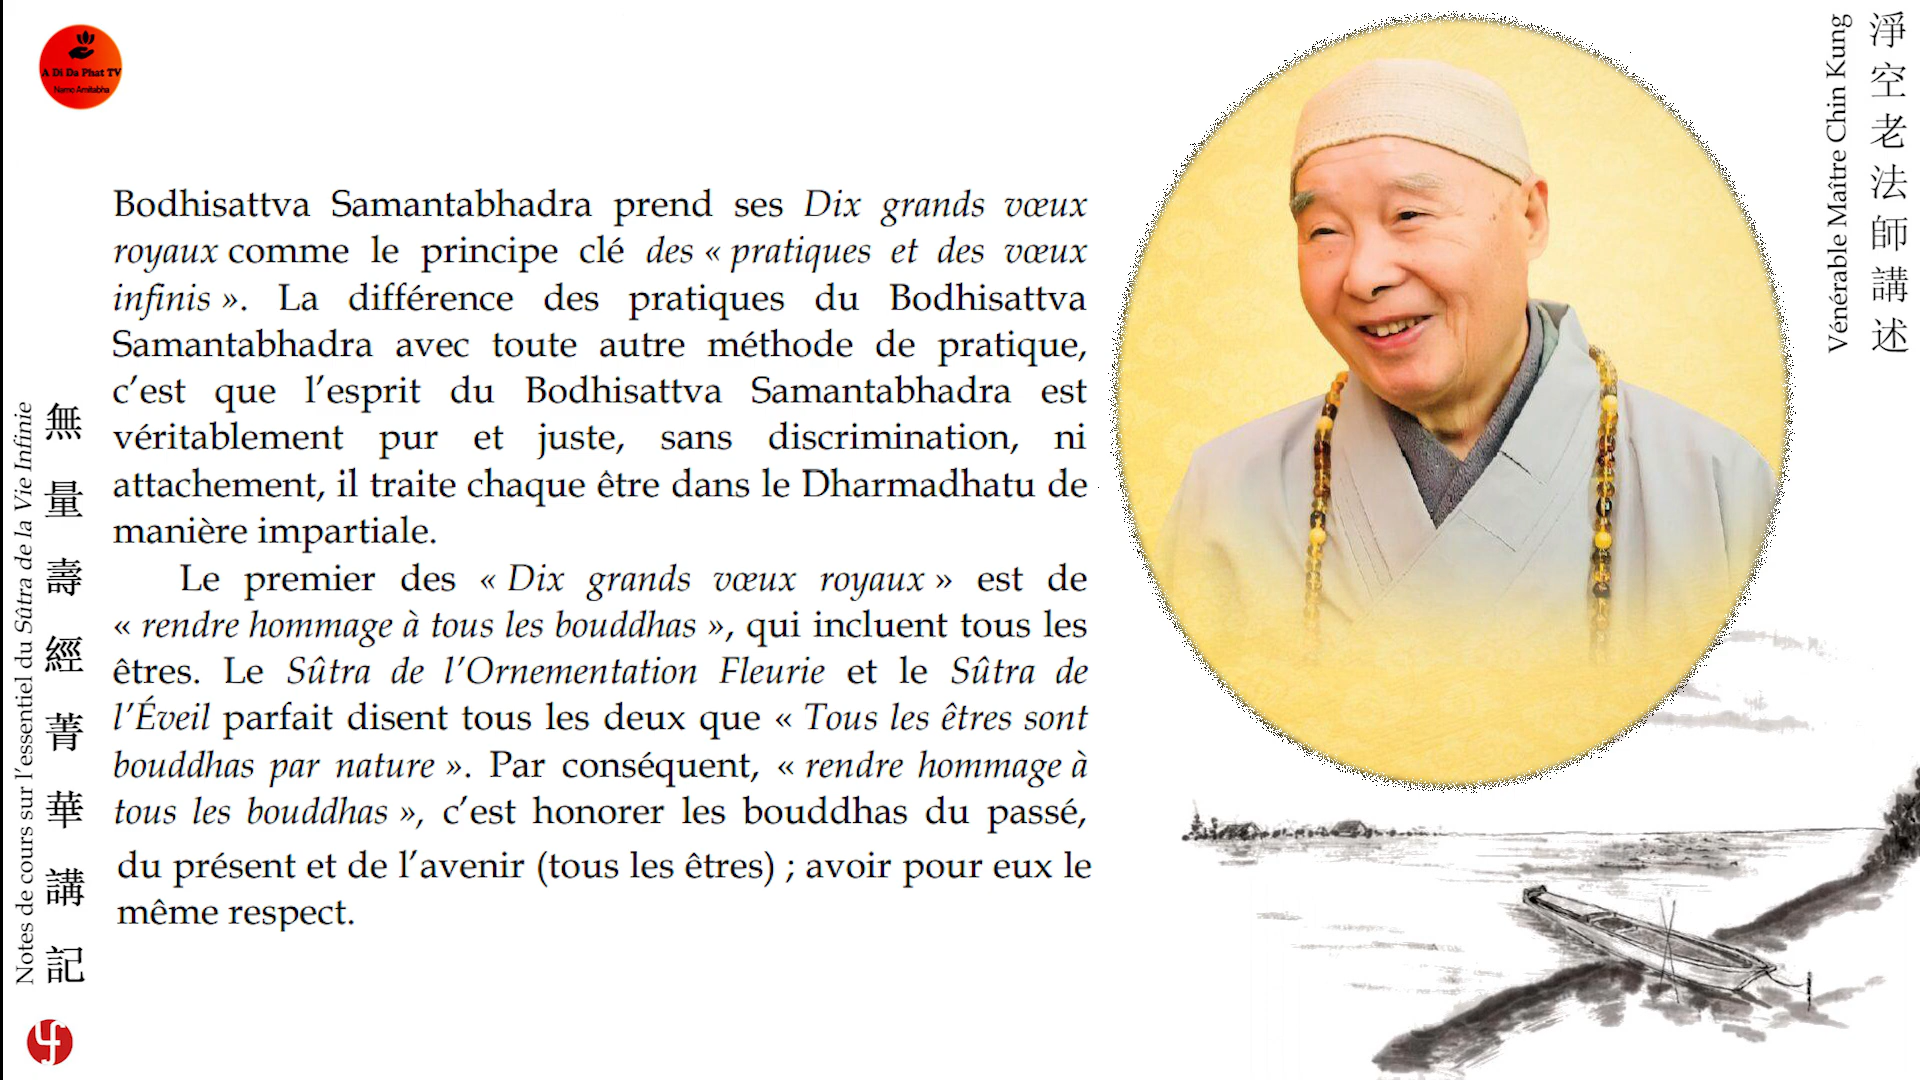 A Di Da Phat TV
Namo Amitabha
Bodhisattva Samantabhadra prend ses Dix grands vœux
royaux comme le principe clé des « pratiques et des vœux
infinis ». La différence des pratiques du Bodhisattva
Samantabhadra avec toute autre méthode de pratique,
c’est que l’esprit du Bodhisattva Samantabhadra est
véritablement pur et juste, sans discrimination, ni
attachement, il traite chaque être dans le Dharmadhatu de
manière impartiale.
Le premier des « Dix grands vœux royaux » est de
« rendre hommage à tous les bouddhas », qui incluent tous les
êtres. Le Sûtra de l’Ornementation Fleurie et le Sûtra de
l’Éveil parfait disent tous les deux que « Tous les êtres sont
bouddhas par nature ». Par conséquent, « rendre hommage à
tous les bouddhas », c’est honorer les bouddhas du passé,
du présent et de l’avenir (tous les êtres) ; avoir pour eux le
même respect.
Notes de cours sur l’essentiel du Sûtra de la Vie Infinie
無量壽經菁華講記
Vénérable Maître Chin Kung
淨空老法師講述